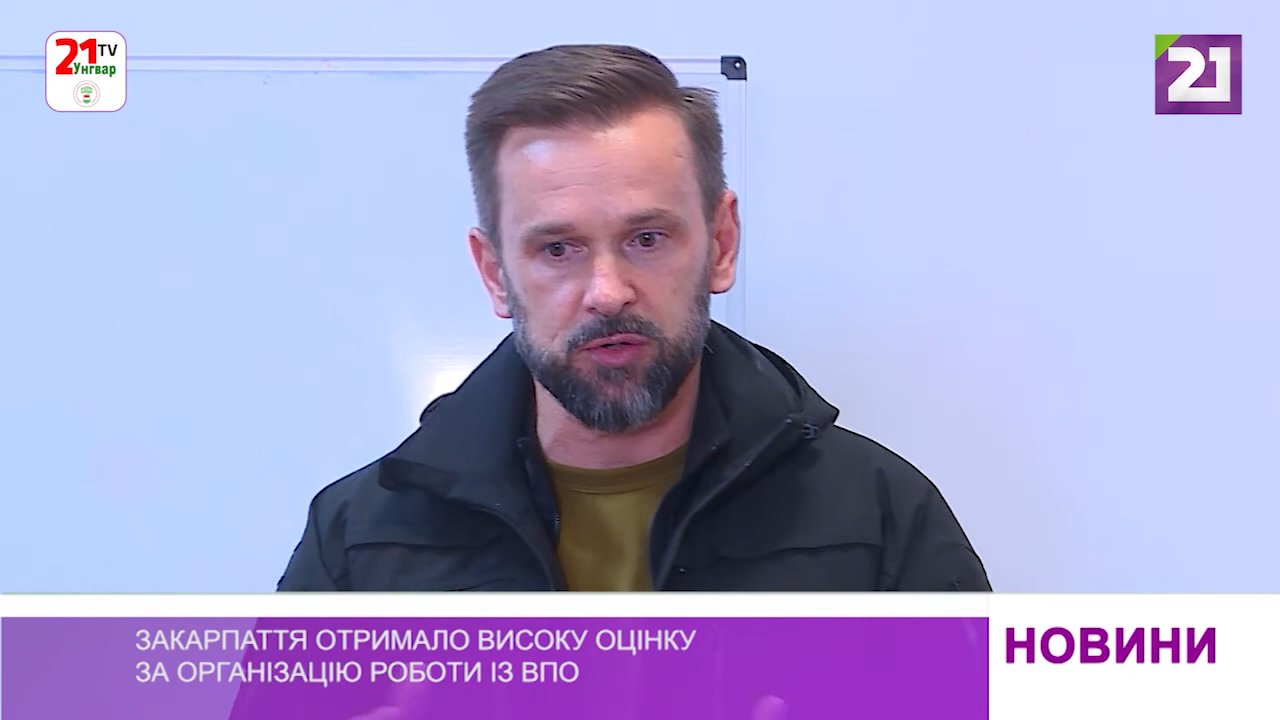 21 TV
Унгвар
21
ЗАКАРПАТТЯ ОТРИМАЛО ВИСОКУ ОЦІНКУ
ЗА ОРГАНІЗАЦІЮ РОБОТИ ІЗ ВПО
НОВИНИ